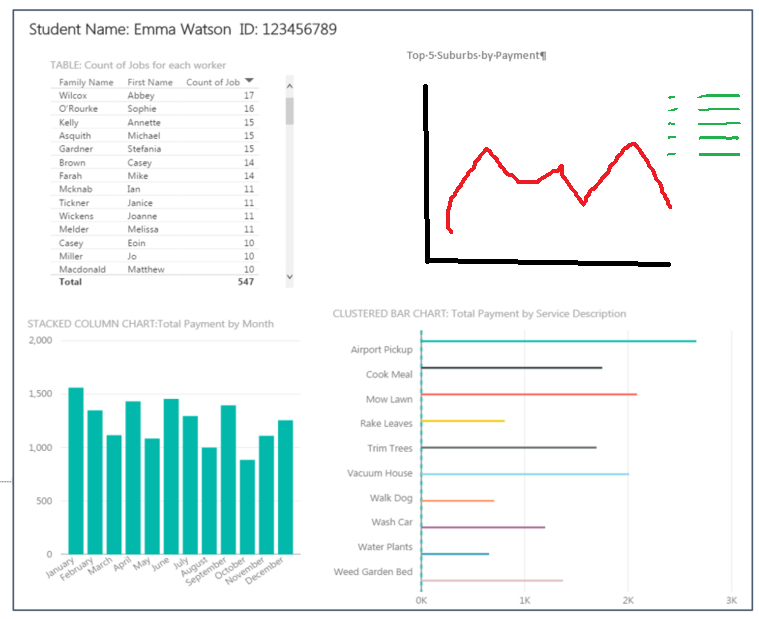 Student Name: Emma Watson  ID: 123456789
TABLE: Count of Jobs for each worker
Family Name First Name Count of Job
Wilcox Abbey 17
O'Rourke Sophie 16
Kelly Annette 15
Asquith Michael 15
Gardner Stefania 15
Brown Casey 14
Farah Mike 14
Mcknab Ian 11
Tickner Janice 11
Wickens Joanne 11
Melder Melissa 11
Casey Eoin 10
Miller Jo 10
Macdonald Matthew 10
Total 547
Top·5·Suburbs·by·Payment¶
STACKED COLUMN CHART:Total Payment by Month
2,000
1,500
1,000
500
0
January
February
March
April
May
June
July
August
September
October
November
December
CLUSTERED BAR CHART: Total Payment by Service Description
Airport Pickup
Cook Meal
Mow Lawn
Rake Leaves
Trim Trees
Vacuum House
Walk Dog
Wash Car
Water Plants
Weed Garden Bed
0K 1K 2K 3K